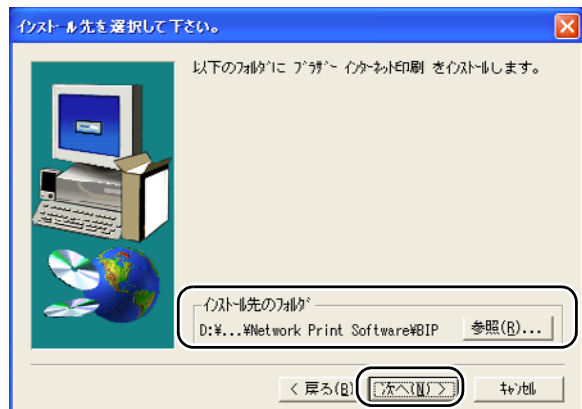 インストール先を選択して下さい。
以下のフォルダに ブラザー インターネット印刷 をインストールします。
インストール先のフォルダ
D:¥...¥Network Print Software¥BIP
参照(R)...
< 戻る(B)
次へ(N) >
キャンセル